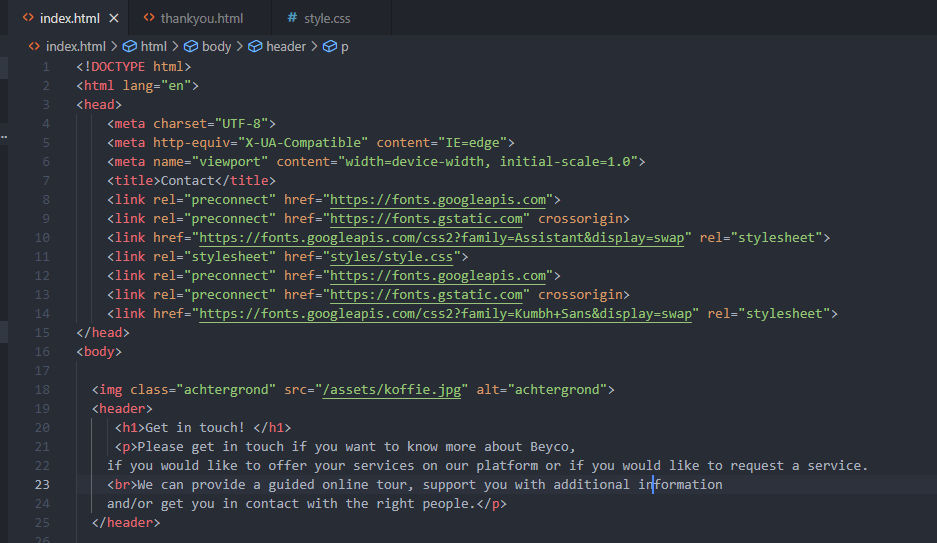 index.html × thankyou.html # style.css
index.html > html > body > header > p
1 <!DOCTYPE html>
2 <html lang="en">
3 <head>
4 <meta charset="UTF-8">
5 <meta http-equiv="X-UA-Compatible" content="IE=edge">
6 <meta name="viewport" content="width=device-width, initial-scale=1.0">
7 <title>Contact</title>
8 <link rel="preconnect" href="https://fonts.googleapis.com">
9 <link rel="preconnect" href="https://fonts.gstatic.com" crossorigin>
10 <link href="https://fonts.googleapis.com/css2?family=Assistant&display=swap" rel="stylesheet">
11 <link rel="stylesheet" href="styles/style.css">
12 <link rel="preconnect" href="https://fonts.googleapis.com">
13 <link rel="preconnect" href="https://fonts.gstatic.com" crossorigin>
14 <link href="https://fonts.googleapis.com/css2?family=Kumbh+Sans&display=swap" rel="stylesheet">
15 </head>
16 <body>
17
18 <img class="achtergrond" src="/assets/koffie.jpg" alt="achtergrond">
19 <header>
20 <h1>Get in touch! </h1>
21 <p>Please get in touch if you want to know more about Beyco,
22 if you would like to offer your services on our platform or if you would like to request a service.
23 <br>We can provide a guided online tour, support you with additional information
24 and/or get you in contact with the right people.</p>
25 </header>
26